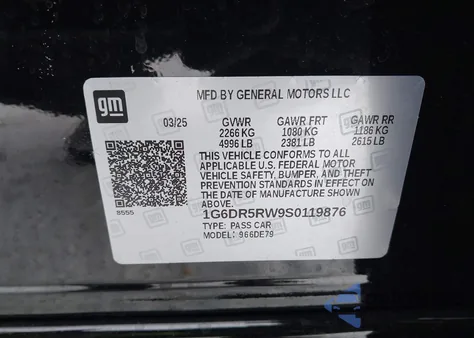 gm
MFD BY GENERAL MOTORS LLC
03/25 GVWR GAWR FRT GAWR RR
2266 KG 1080 KG 1186 KG
4996 LB 2381 LB 2615 LB
THIS VEHICLE CONFORMS TO ALL
APPLICABLE U.S. FEDERAL MOTOR
VEHICLE SAFETY, BUMPER, AND THEFT
PREVENTION STANDARDS IN EFFECT ON
THE DATE OF MANUFACTURE SHOWN
ABOVE.
8555
1G6DR5RW9S0119876
TYPE: PASS CAR
MODEL: 966DE79